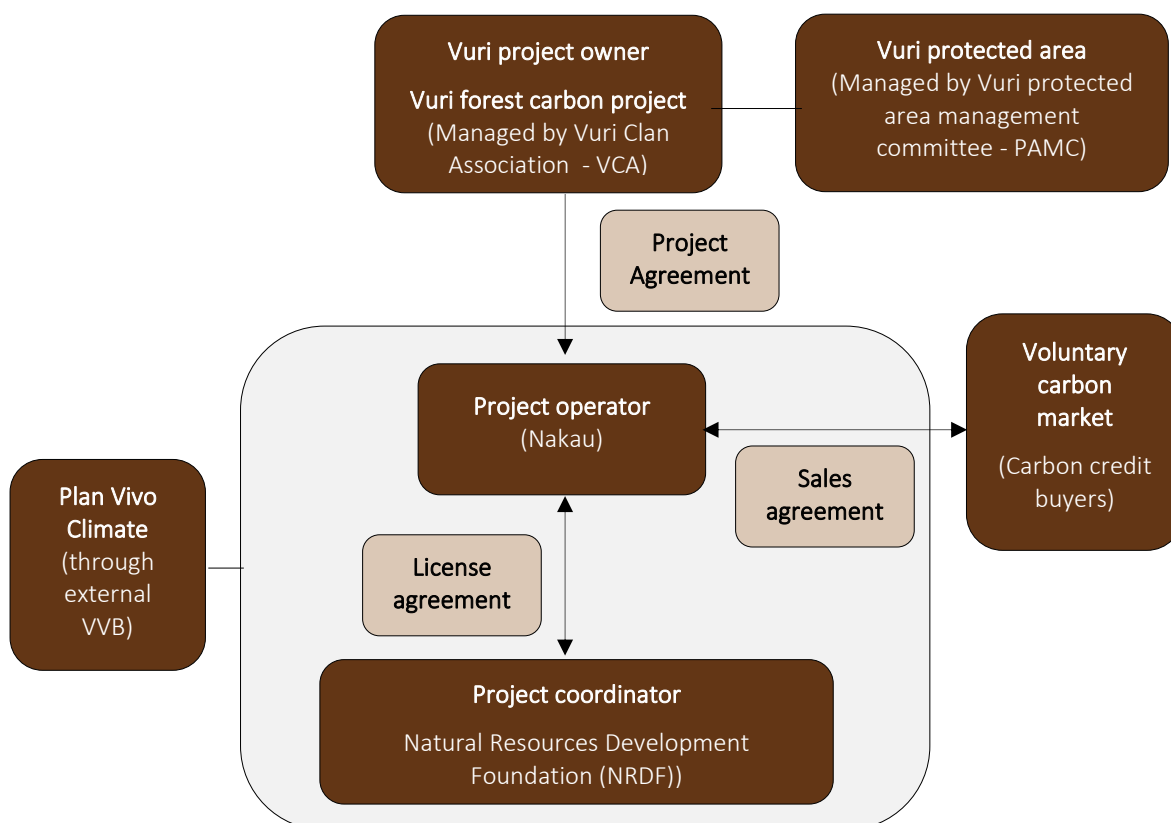 Vuri project owner
Vuri forest carbon project
(Managed by Vuri Clan
Association - VCA)
Vuri protected area
(Managed by Vuri protected
area management
committee - PAMC)
Project
Agreement
Project operator
(Nakau)
Voluntary
carbon
market
(Carbon credit
buyers)
Sales
agreement
Plan Vivo
Climate
(through
external
VVB)
License
agreement
Project coordinator
Natural Resources Development
Foundation (NRDF))